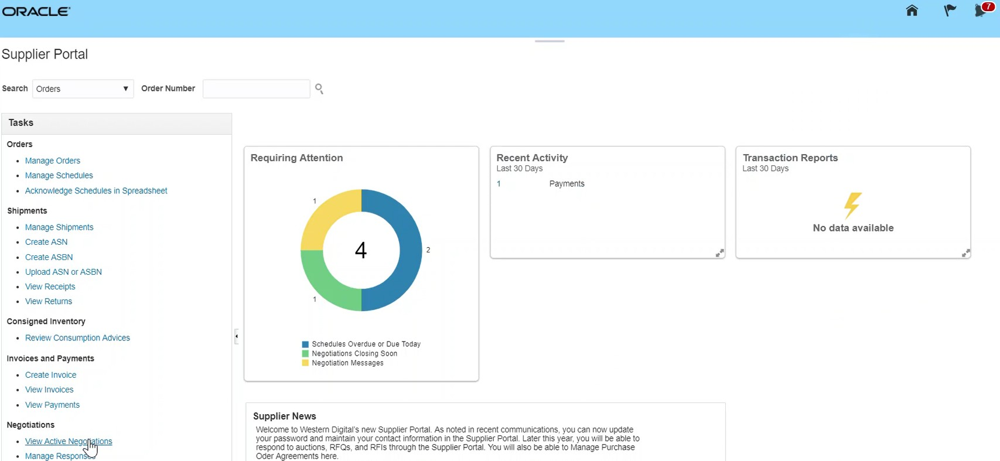 ORACLE
7
Supplier Portal
Search Orders Order Number
Tasks
Orders
Manage Orders
Manage Schedules
Acknowledge Schedules in Spreadsheet
Shipments
Manage Shipments
Create ASN
Create ASBN
Upload ASN or ASBN
View Receipts
View Returns
Consigned Inventory
Review Consumption Advices
Invoices and Payments
Create Invoice
View Invoices
View Payments
Negotiations
View Active Negotiations
Manage Responses
Requiring Attention
1
4
2
1
Schedules Overdue or Due Today
Negotiations Closing Soon
Negotiation Messages
Recent Activity
Last 30 Days
1 Payments
Transaction Reports
Last 30 Days
No data available
Supplier News
Welcome to Western Digital's new Supplier Portal. As noted in recent communications, you can now update
your password and maintain your contact information in the Supplier Portal. Later this year, you will be able to
respond to auctions, RFQs, and RFIs through the Supplier Portal. You will also be able to Manage Purchase
Oder Agreements here.